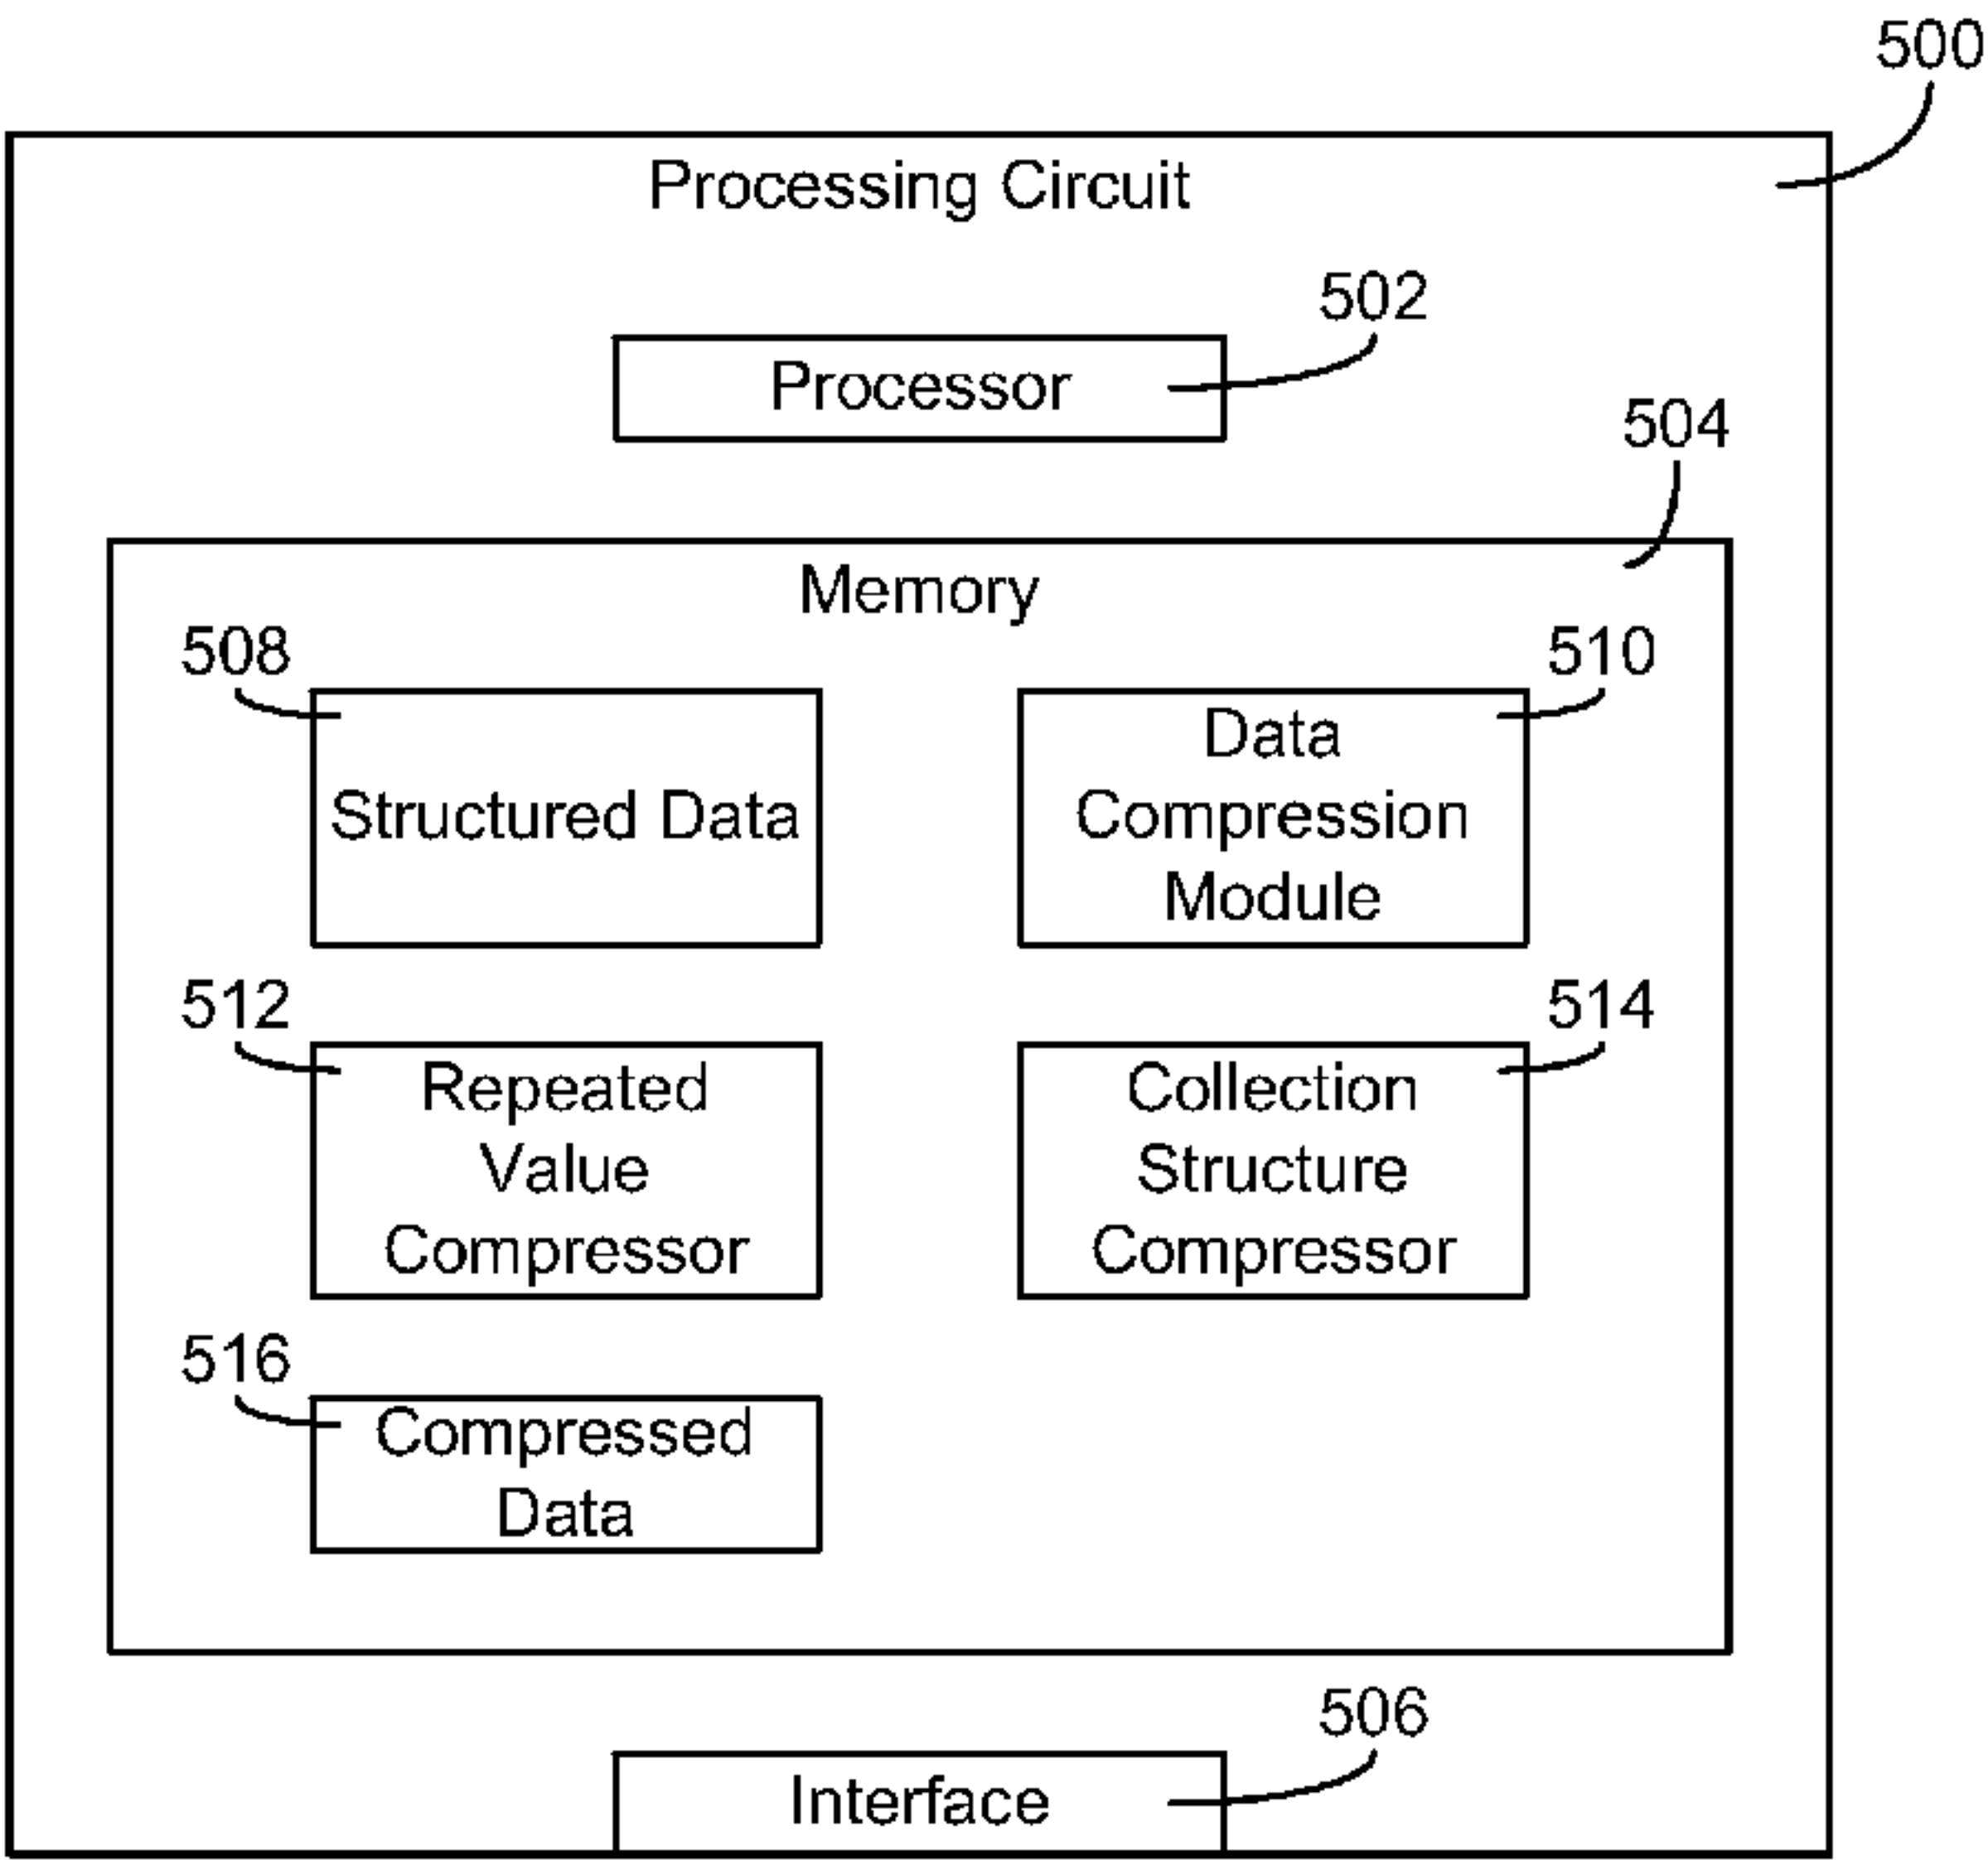 500
Processing Circuit
502
Processor
504
Memory
508
510
Structured Data
Data
Compression
Module
512
514
Repeated
Value
Compressor
Collection
Structure
Compressor
516
Compressed
Data
506
Interface